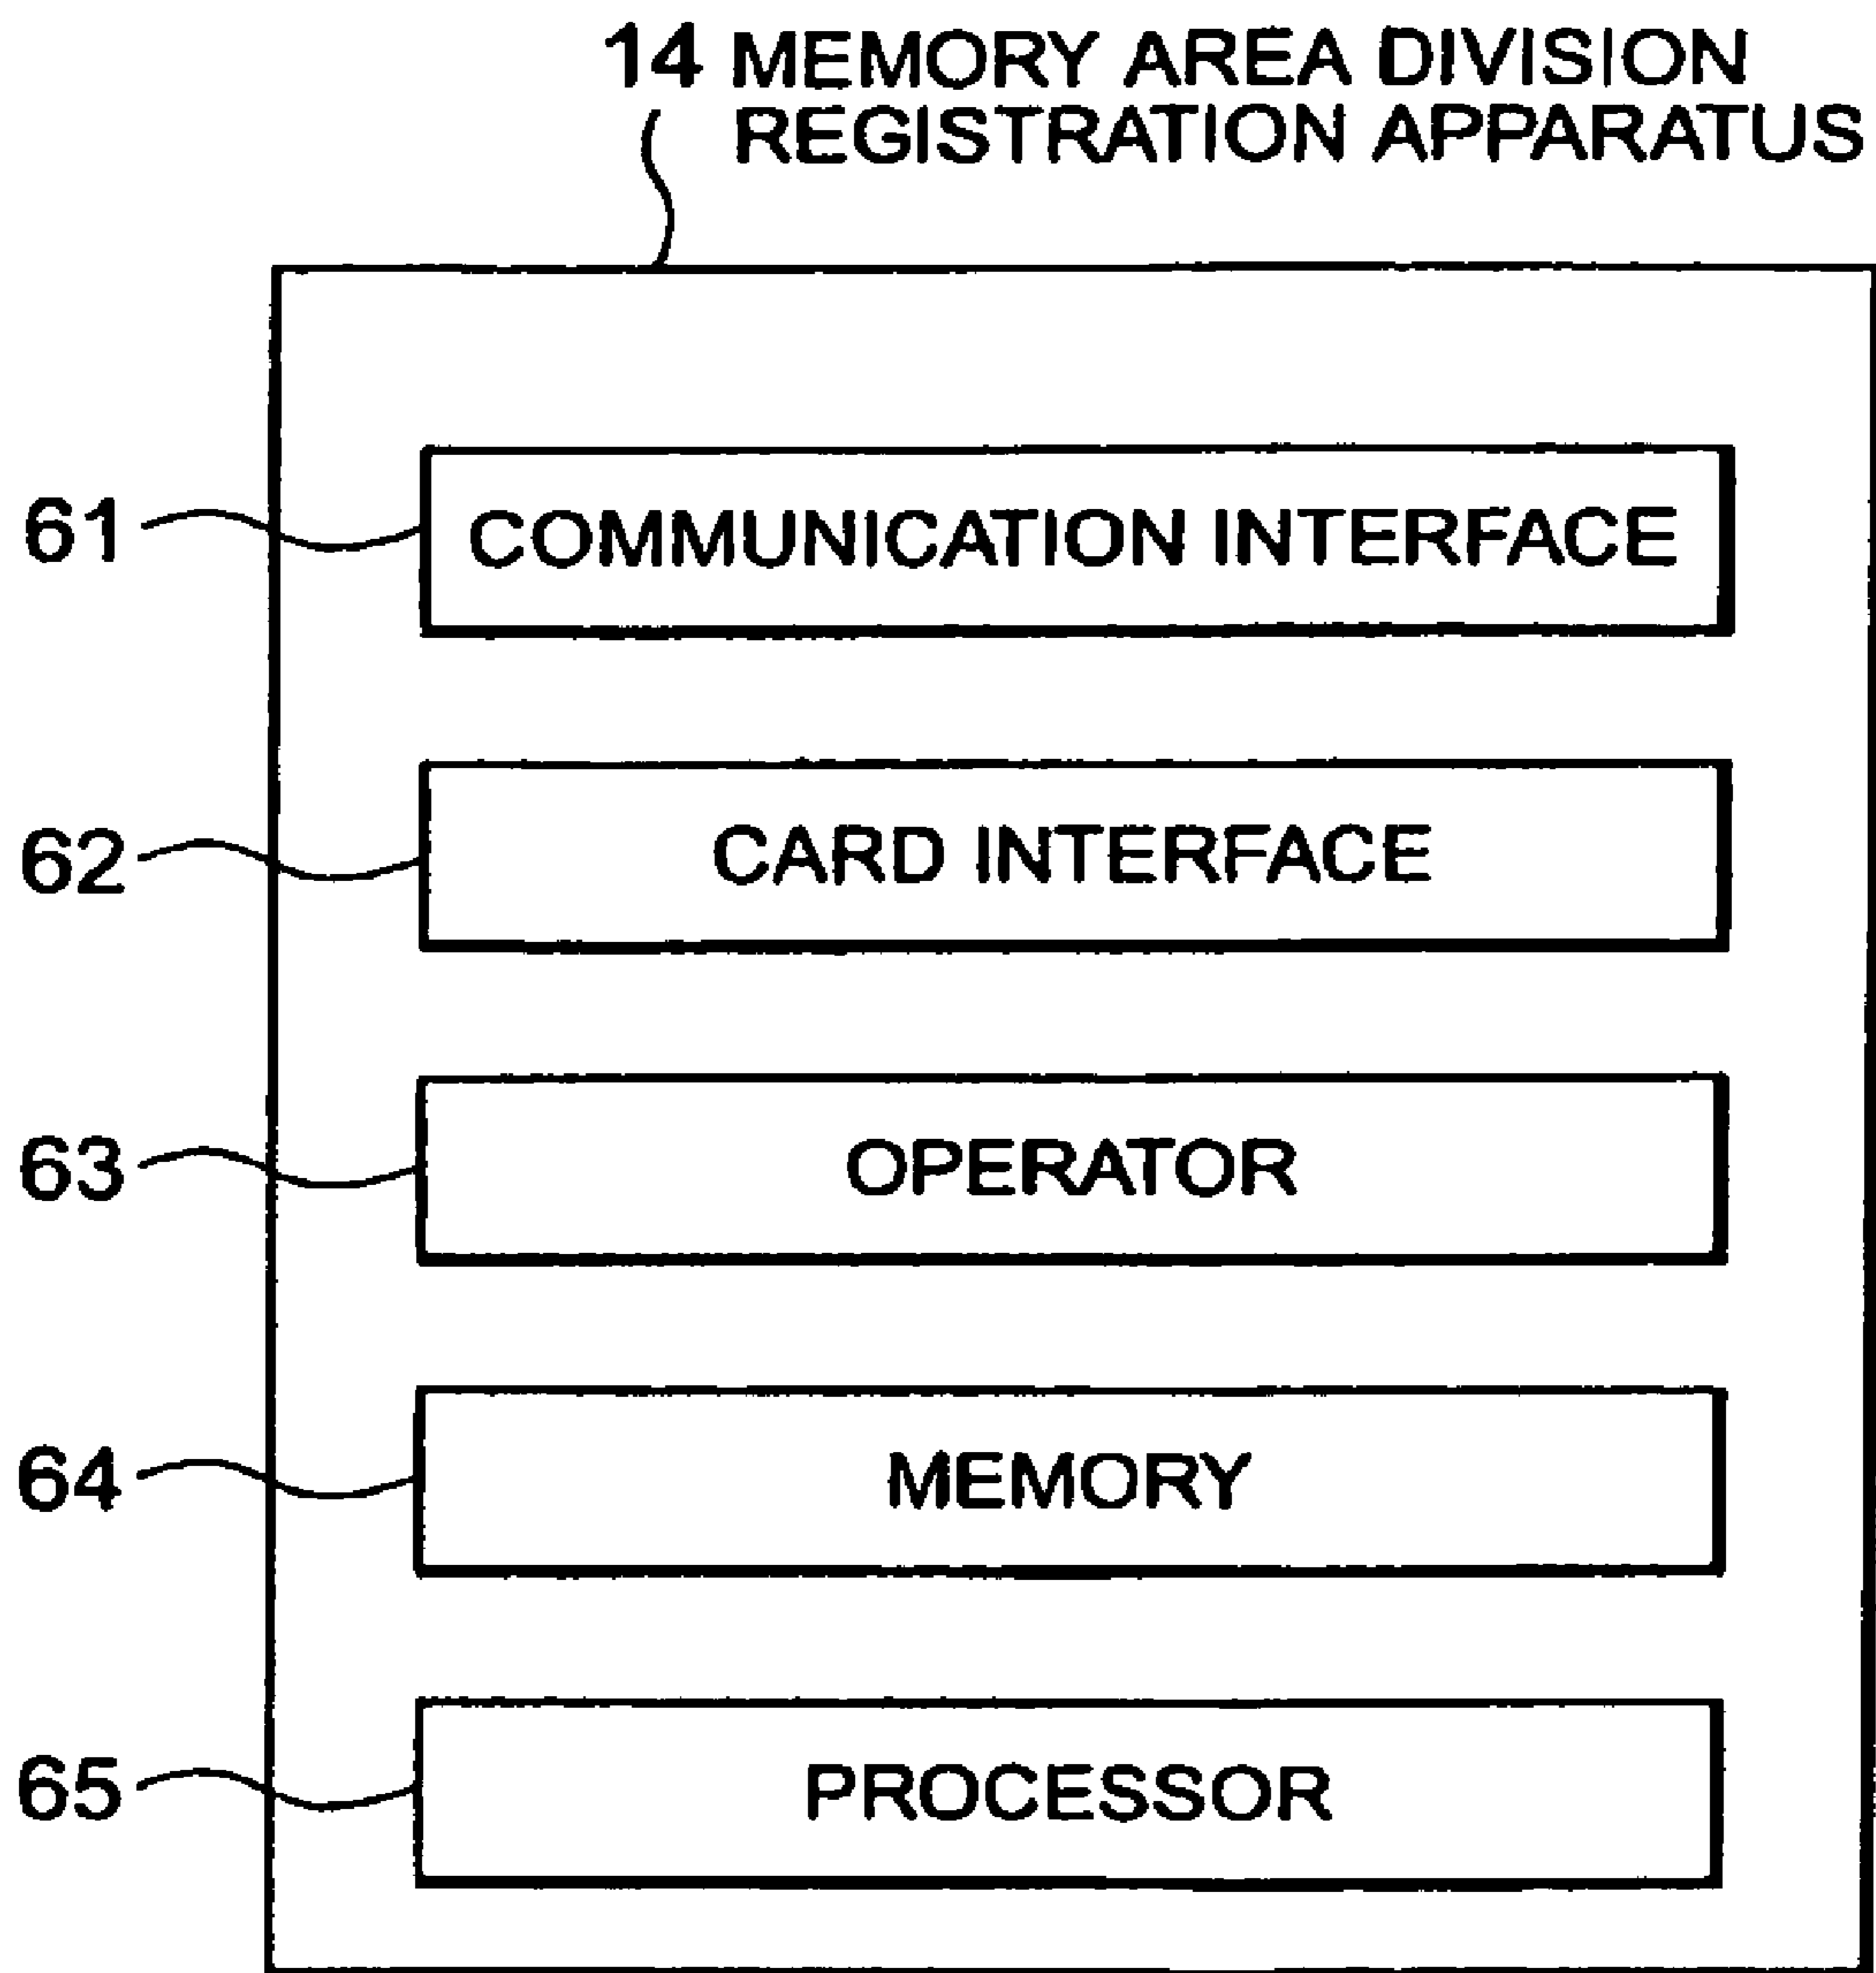 14 MEMORY AREA DIVISION
REGISTRATION APPARATUS
61 COMMUNICATION INTERFACE
62 CARD INTERFACE
63 OPERATOR
64 MEMORY
65 PROCESSOR